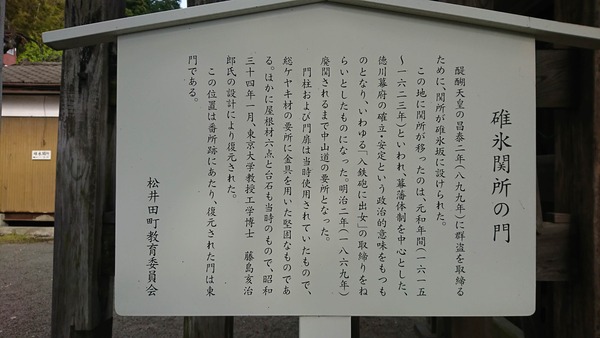 碓氷関所の門
醍醐天皇の昌泰二年(八九九年)に群盗を取締る
ために、関所が碓氷坂に設けられた。
この地に関所が移ったのは、元和年間(一六一五
〜一六二三年)といわれ、幕藩体制を中心とした、
徳川幕府の確立・安定という政治的意味をもつも
のとなり、いわゆる「入鉄砲に出女」の取締りをね
らいとしたものになった。明治二年(一八六九年)
廃関されるまで中山道の要所となった。
門柱および門扉は当時使用されていたもので、
総ケヤキ材の要所に金具を用いた堅固なものであ
る。ほかに屋根材六点と台石も当時のもので、昭和
三十四年一月、東京大学教授工学博士 藤島亥治
郎氏の設計により復元された。
この位置は番所跡にあたり、復元された門は東
門である。
松井田町教育委員会